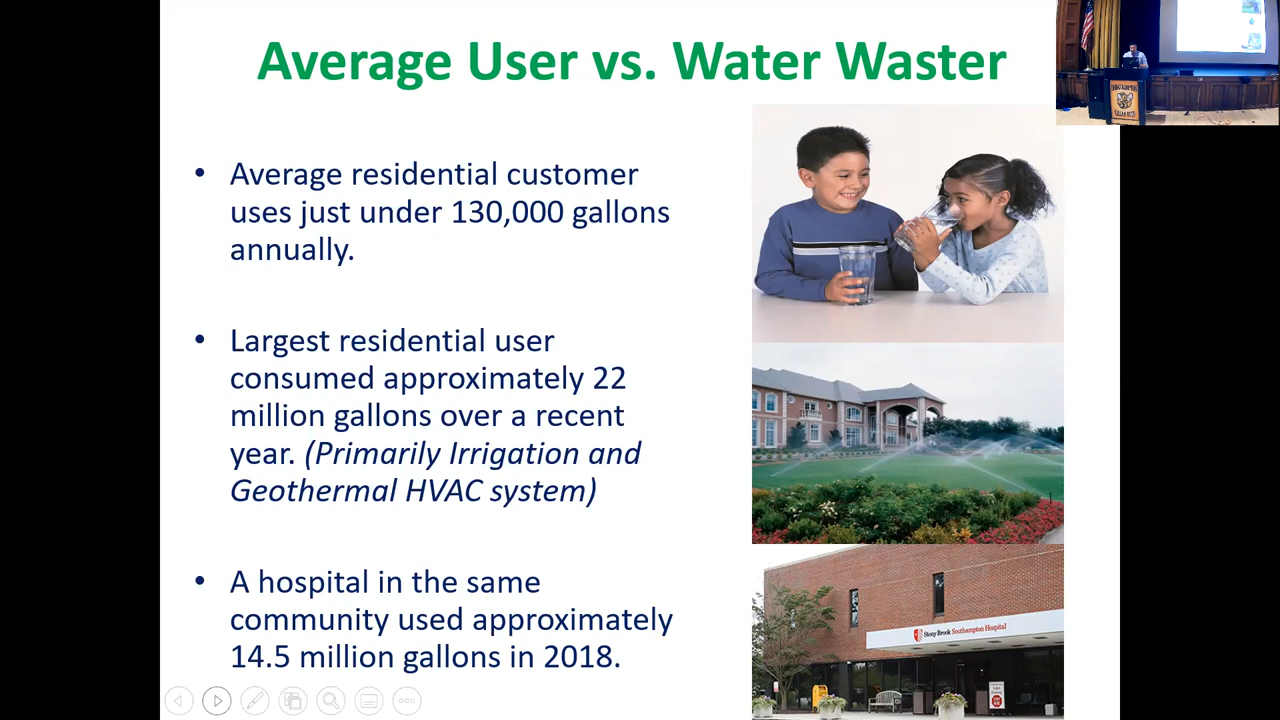 Average User vs. Water Waster
• Average residential customer
uses just under 130,000 gallons
annually.
• Largest residential user
consumed approximately 22
million gallons over a recent
year. (Primarily Irrigation and
Geothermal HVAC system)
• A hospital in the same
community used approximately
14.5 million gallons in 2018.
Stony Brook Southampton Hospital